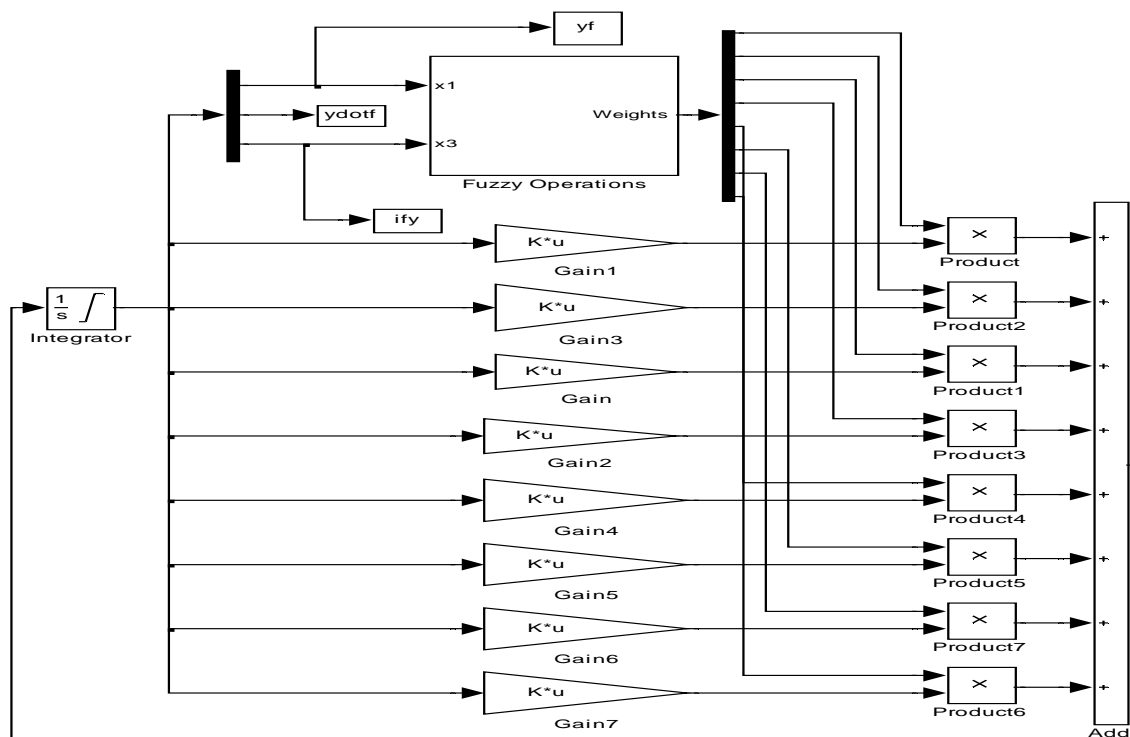 yf
x1
ydotf
Weights
x3
Fuzzy Operations
ify
K*u
×
Gain1
Product
+
1
s
K*u
×
Integrator
Gain3
Product2
+
K*u
×
Gain
Product1
+
K*u
×
Gain2
Product3
+
K*u
×
Gain4
Product4
+
K*u
×
Gain5
Product5
+
K*u
×
Gain6
Product7
+
K*u
×
Gain7
Product6
+
Add